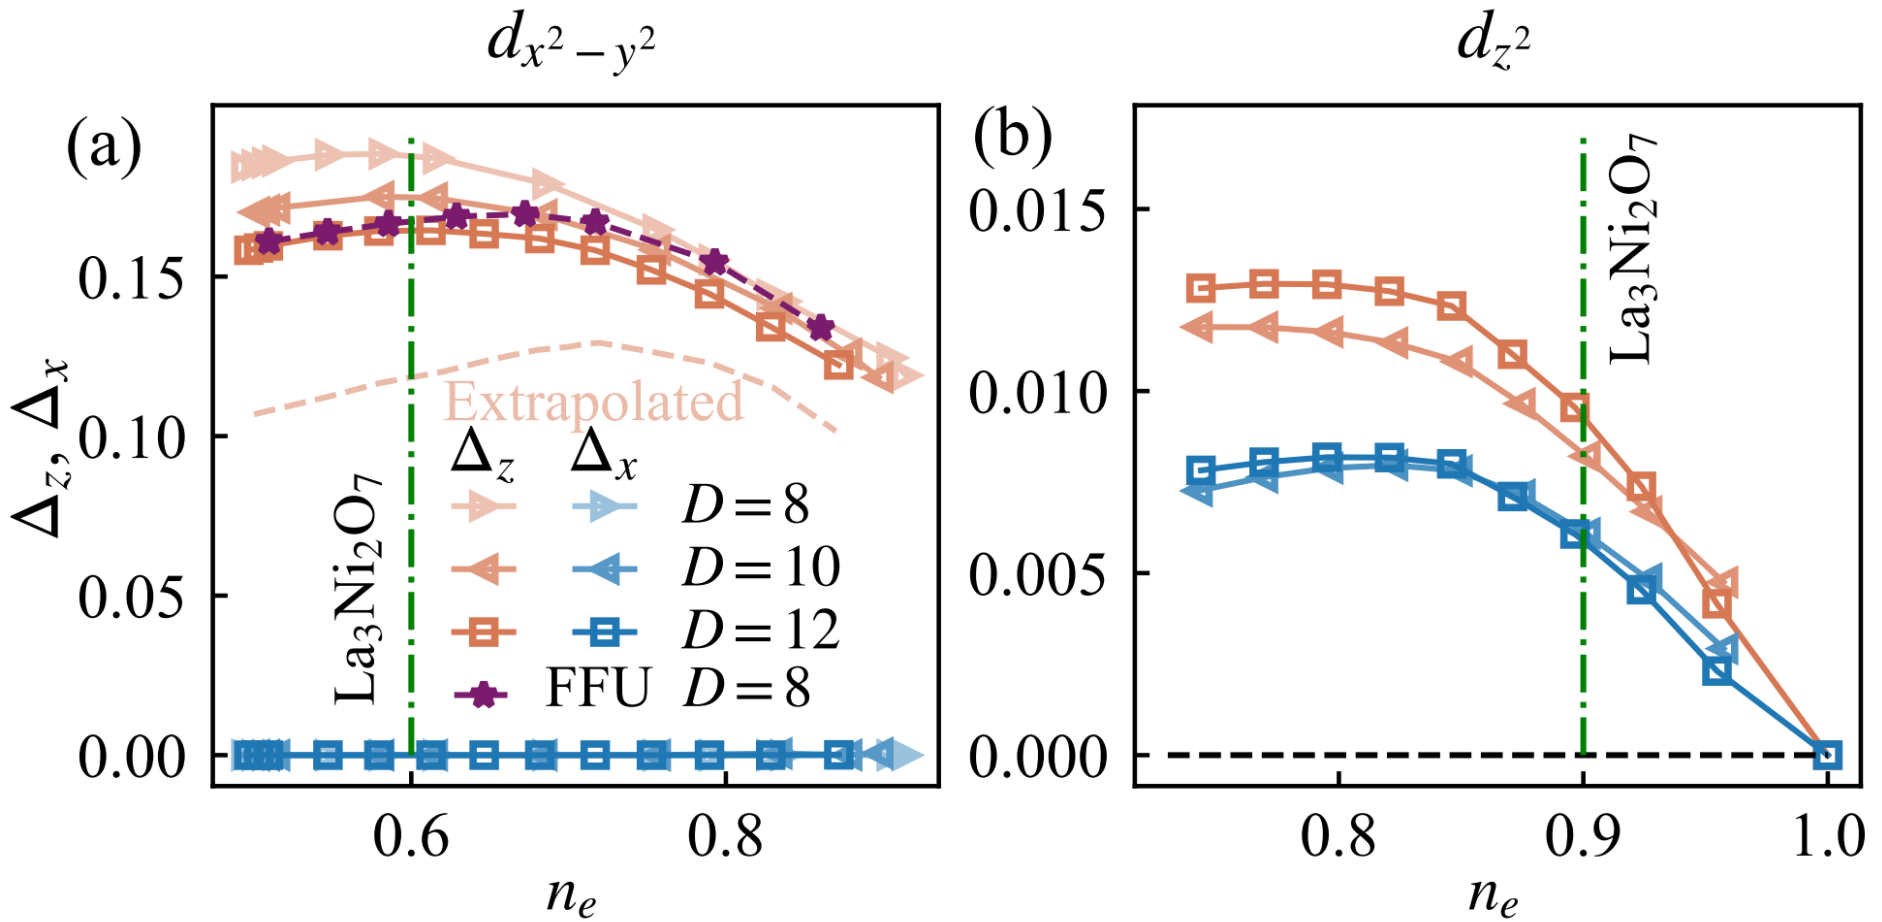 d_{x^2-y^2}
d_{z^2}
(a)
(b)
Δ_z, Δ_x
0.15
0.10
0.05
0.00
0.6
0.8
n_e
La₃Ni₂O₇
Extrapolated
Δ_z Δ_x
D = 8
D = 10
D = 12
FFU D = 8
0.015
0.010
0.005
0.000
0.8
0.9
1.0
n_e
La₃Ni₂O₇